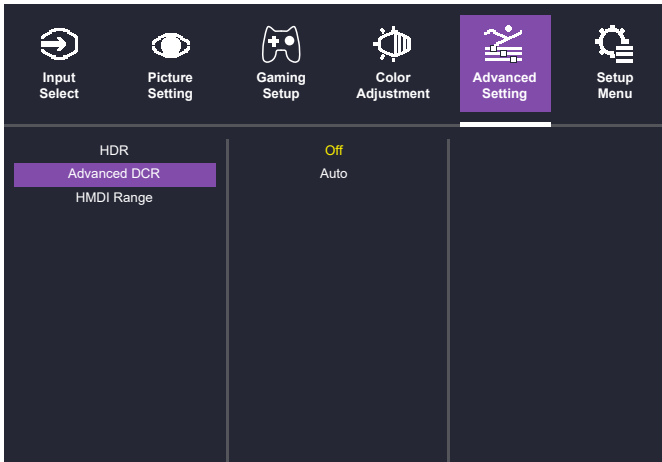 Input
Select
Picture
Setting
Gaming
Setup
Color
Adjustment
Advanced
Setting
Setup
Menu
HDR
Off
Advanced DCR
Auto
HMDI Range